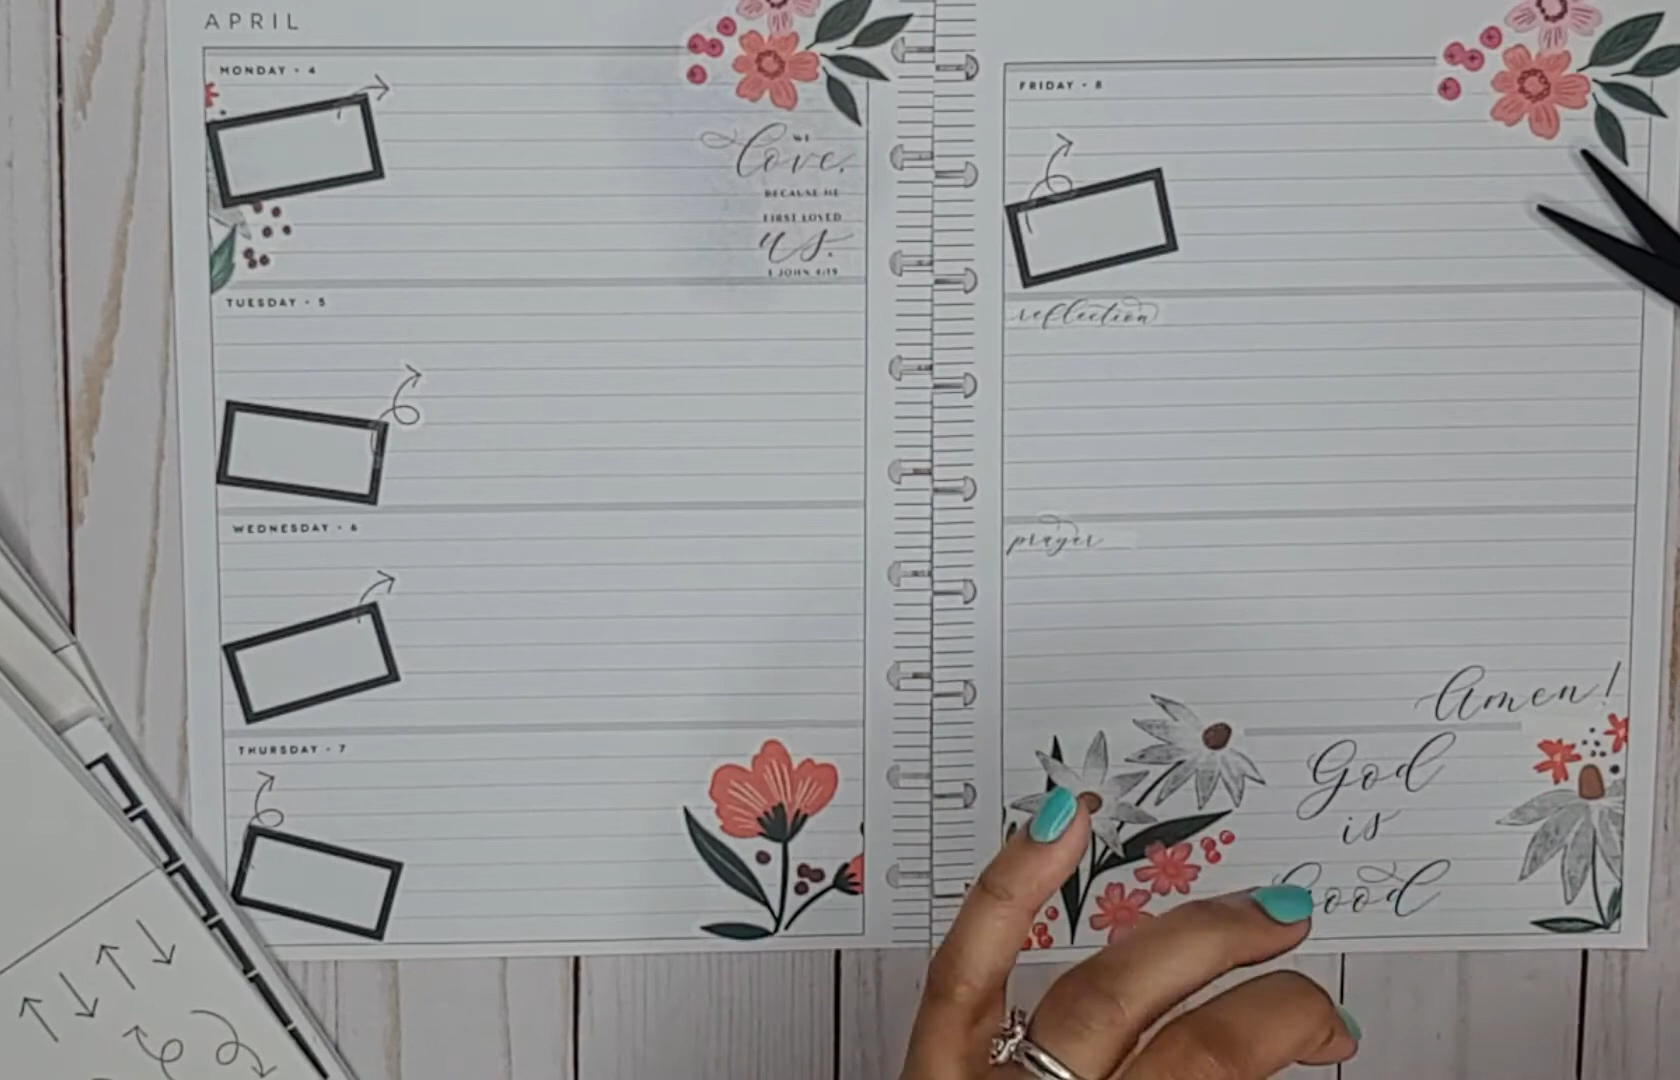 APRIL
MONDAY • 4
we
love,
BECAUSE HE
FIRST LOVED
us.
1 JOHN 4:19
TUESDAY • 5
WEDNESDAY • 6
THURSDAY • 7
FRIDAY • 8
reflection
prayer
Amen!
God
is
Good